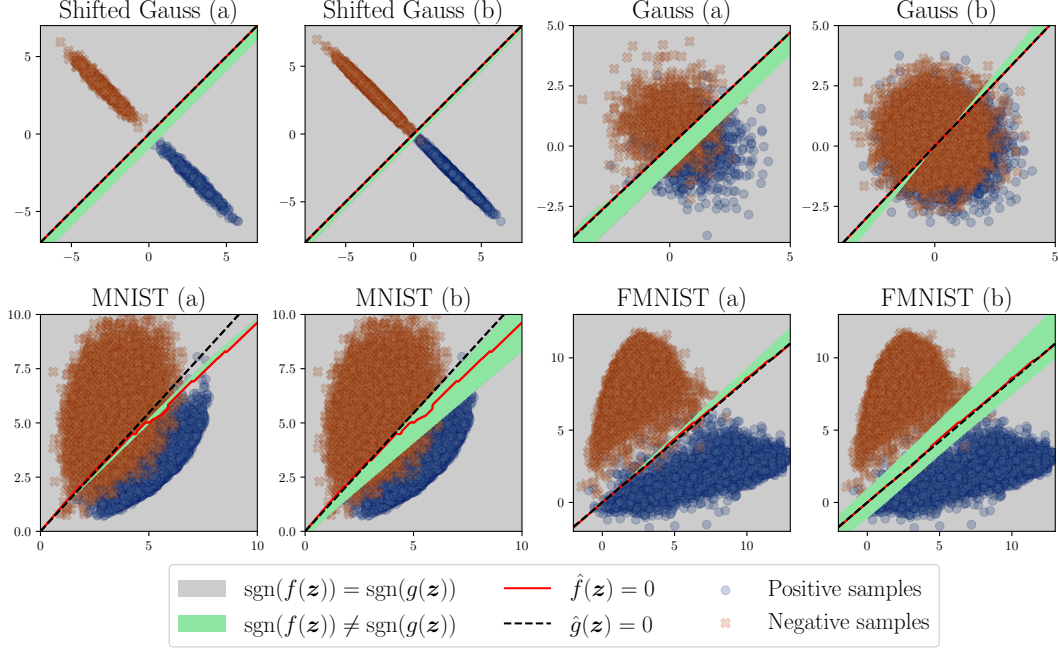 Shifted Gauss (a)
Shifted Gauss (b)
Gauss (a)
Gauss (b)
5
0
−5
−5 0 5
5
0
−5
−5 0 5
5.0
2.5
0.0
−2.5
0 5
5.0
2.5
0.0
−2.5
0 5
MNIST (a)
MNIST (b)
FMNIST (a)
FMNIST (b)
10.0
7.5
5.0
2.5
0.0
0 5 10
10.0
7.5
5.0
2.5
0.0
0 5 10
10
5
0
0 5 10
10
5
0
0 5 10
sgn(f(z)) = sgn(g(z))
sgn(f(z)) ≠ sgn(g(z))
f̂(z) = 0
ĝ(z) = 0
Positive samples
Negative samples